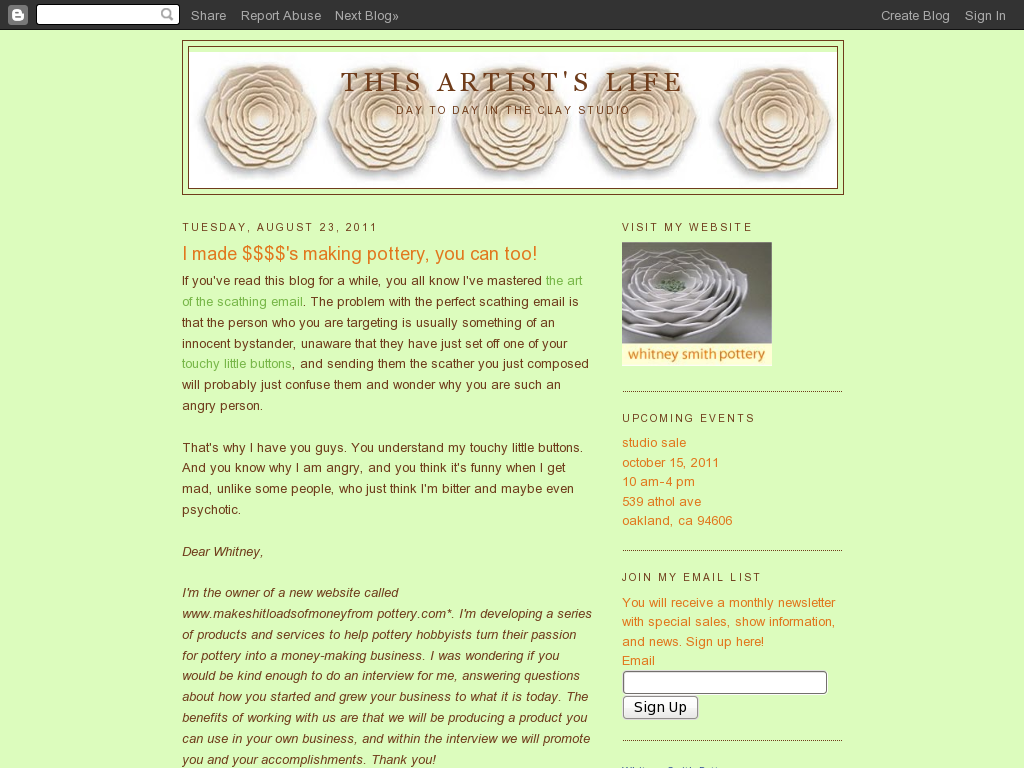 Share Report Abuse Next Blog» Create Blog Sign In
THIS ARTIST'S LIFE
DAY TO DAY IN THE CLAY STUDIO
TUESDAY, AUGUST 23, 2011
I made $$$$'s making pottery, you can too!
If you've read this blog for a while, you all know I've mastered the art
of the scathing email. The problem with the perfect scathing email is
that the person who you are targeting is usually something of an
innocent bystander, unaware that they have just set off one of your
touchy little buttons, and sending them the scather you just composed
will probably just confuse them and wonder why you are such an
angry person.
That's why I have you guys. You understand my touchy little buttons.
And you know why I am angry, and you think it's funny when I get
mad, unlike some people, who just think I'm bitter and maybe even
psychotic.
Dear Whitney,
I'm the owner of a new website called
www.makeshitloadsofmoneyfrom pottery.com*. I'm developing a series
of products and services to help pottery hobbyists turn their passion
for pottery into a money-making business. I was wondering if you
would be kind enough to do an interview for me, answering questions
about how you started and grew your business to what it is today. The
benefits of working with us are that we will be producing a product you
can use in your own business, and within the interview we will promote
you and your accomplishments. Thank you!
VISIT MY WEBSITE
whitney smith pottery
UPCOMING EVENTS
studio sale
october 15, 2011
10 am-4 pm
539 athol ave
oakland, ca 94606
JOIN MY EMAIL LIST
You will receive a monthly newsletter
with special sales, show information,
and news. Sign up here!
Email
Sign Up